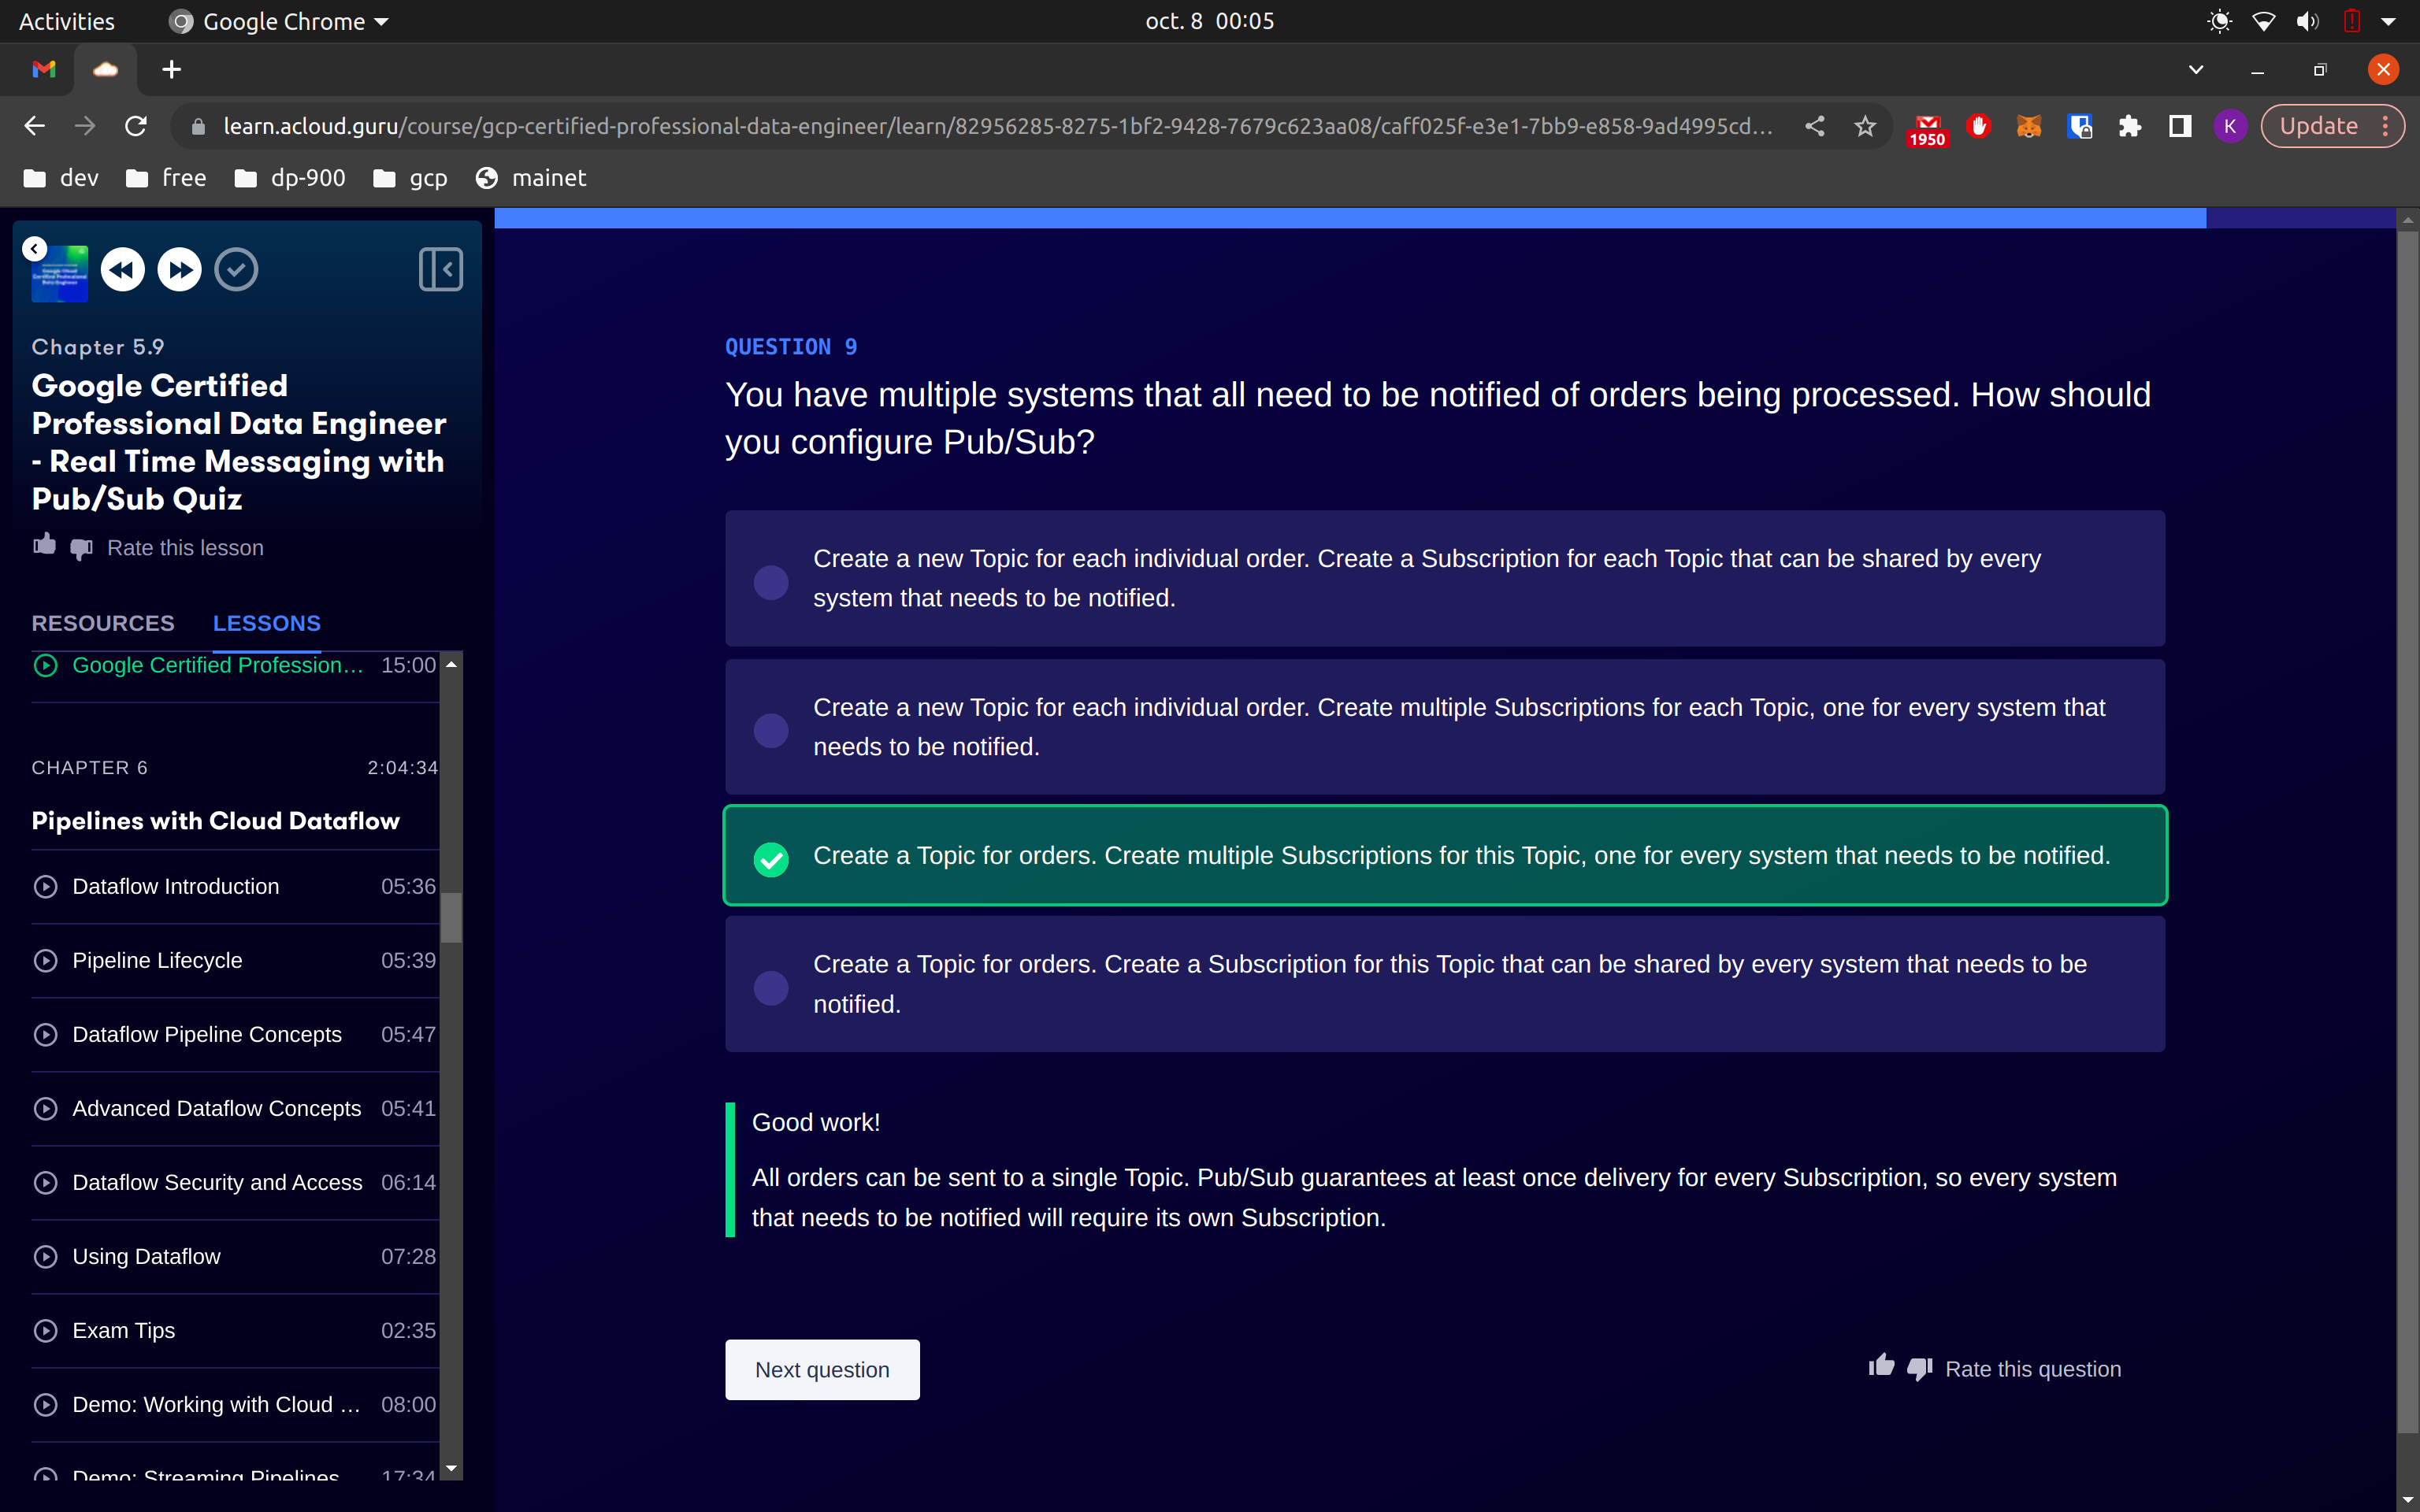 Activities
Google Chrome
oct. 8 00:05
learn.acloud.guru/course/gcp-certified-professional-data-engineer/learn/82956285-8275-1bf2-9428-7679c623aa08/caff025f-e3e1-7bb9-e858-9ad4995cd...
1950
K
Update
dev
free
dp-900
gcp
mainet
Chapter 5.9
Google Certified
Professional Data Engineer
- Real Time Messaging with
Pub/Sub Quiz
Rate this lesson
RESOURCES
LESSONS
Google Certified Profession... 15:00
CHAPTER 6 2:04:34
Pipelines with Cloud Dataflow
Dataflow Introduction 05:36
Pipeline Lifecycle 05:39
Dataflow Pipeline Concepts 05:47
Advanced Dataflow Concepts 05:41
Dataflow Security and Access 06:14
Using Dataflow 07:28
Exam Tips 02:35
Demo: Working with Cloud ... 08:00
Demo: Streaming Pipelines 17:34
QUESTION 9
You have multiple systems that all need to be notified of orders being processed. How should
you configure Pub/Sub?
Create a new Topic for each individual order. Create a Subscription for each Topic that can be shared by every
system that needs to be notified.
Create a new Topic for each individual order. Create multiple Subscriptions for each Topic, one for every system that
needs to be notified.
Create a Topic for orders. Create multiple Subscriptions for this Topic, one for every system that needs to be notified.
Create a Topic for orders. Create a Subscription for this Topic that can be shared by every system that needs to be
notified.
Good work!
All orders can be sent to a single Topic. Pub/Sub guarantees at least once delivery for every Subscription, so every system
that needs to be notified will require its own Subscription.
Next question
Rate this question